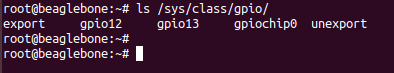 root@beaglebone:~# ls /sys/class/gpio/
export  gpio12  gpio13  gpiochip0  unexport
root@beaglebone:~#
root@beaglebone:~#